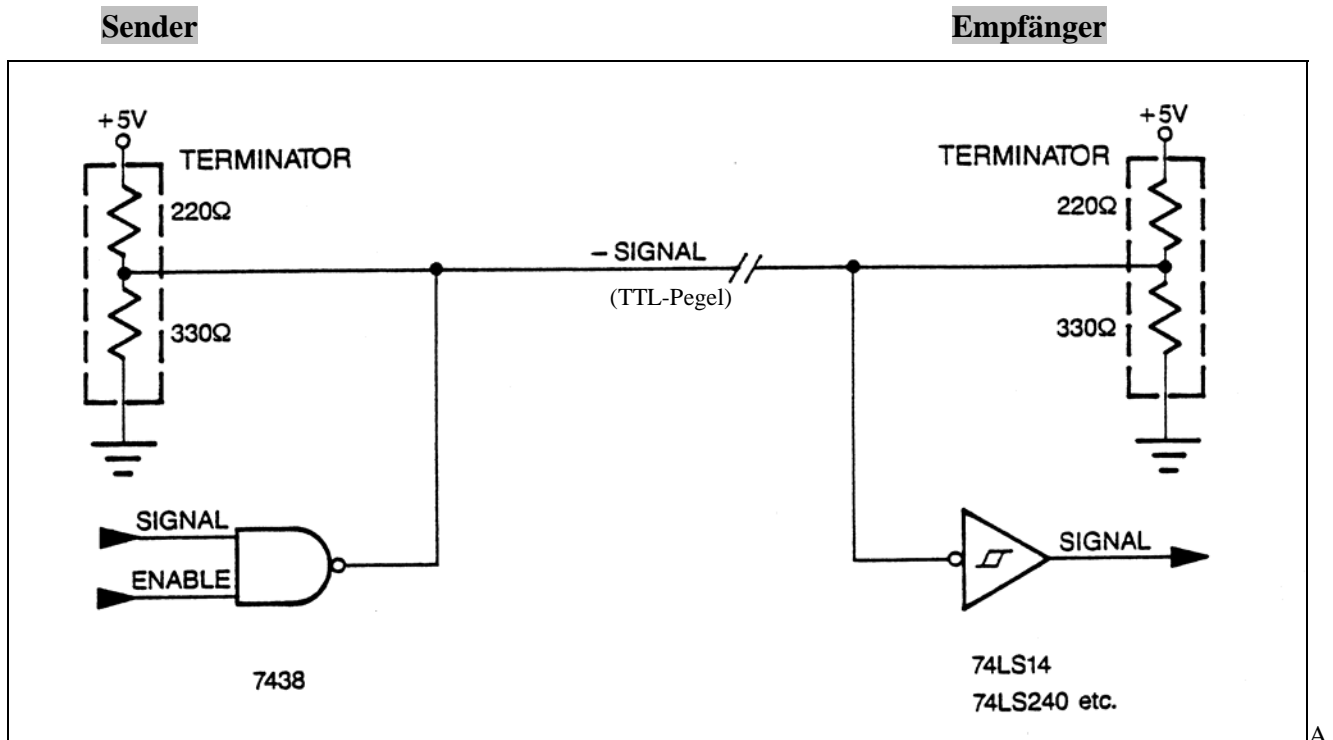 Sender
Empfänger
+5V
TERMINATOR
220Ω
330Ω
– SIGNAL
(TTL-Pegel)
+5V
TERMINATOR
220Ω
330Ω
SIGNAL
ENABLE
7438
SIGNAL
74LS14
74LS240 etc.
A